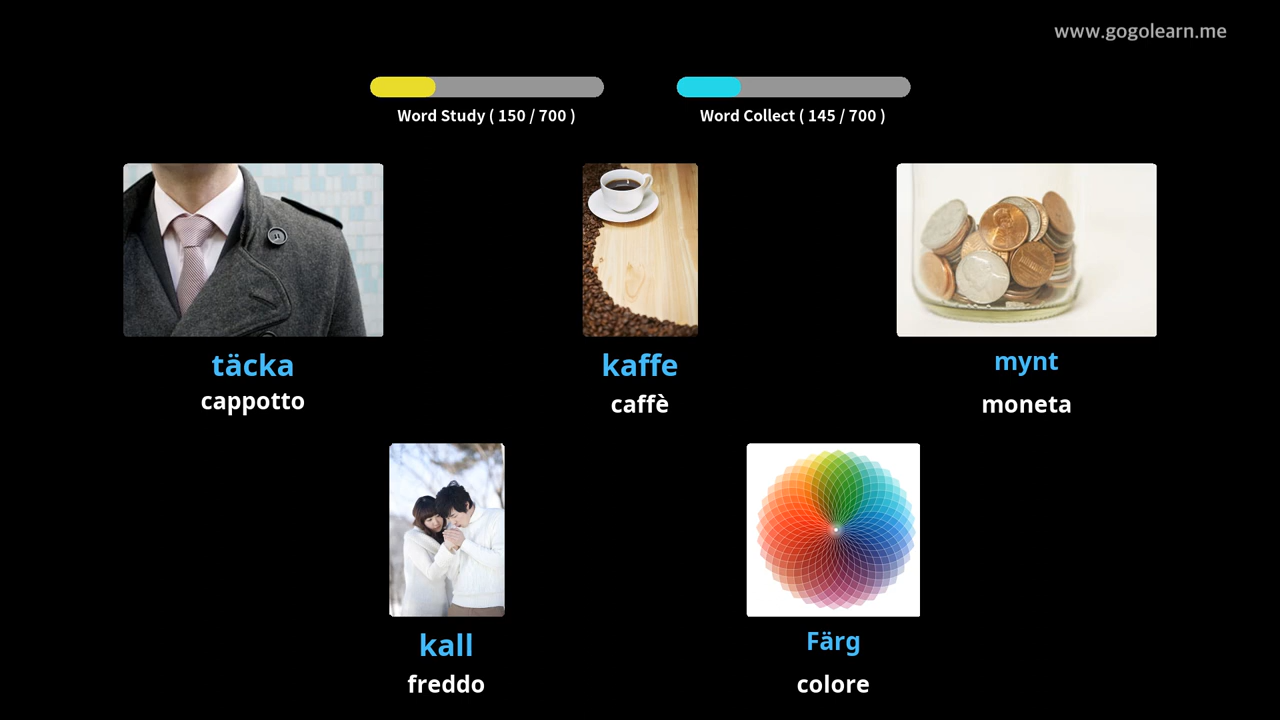 www.gogolearn.me
Word Study ( 150 / 700 )
Word Collect ( 145 / 700 )
täcka
cappotto
kaffe
caffè
mynt
moneta
kall
freddo
Färg
colore